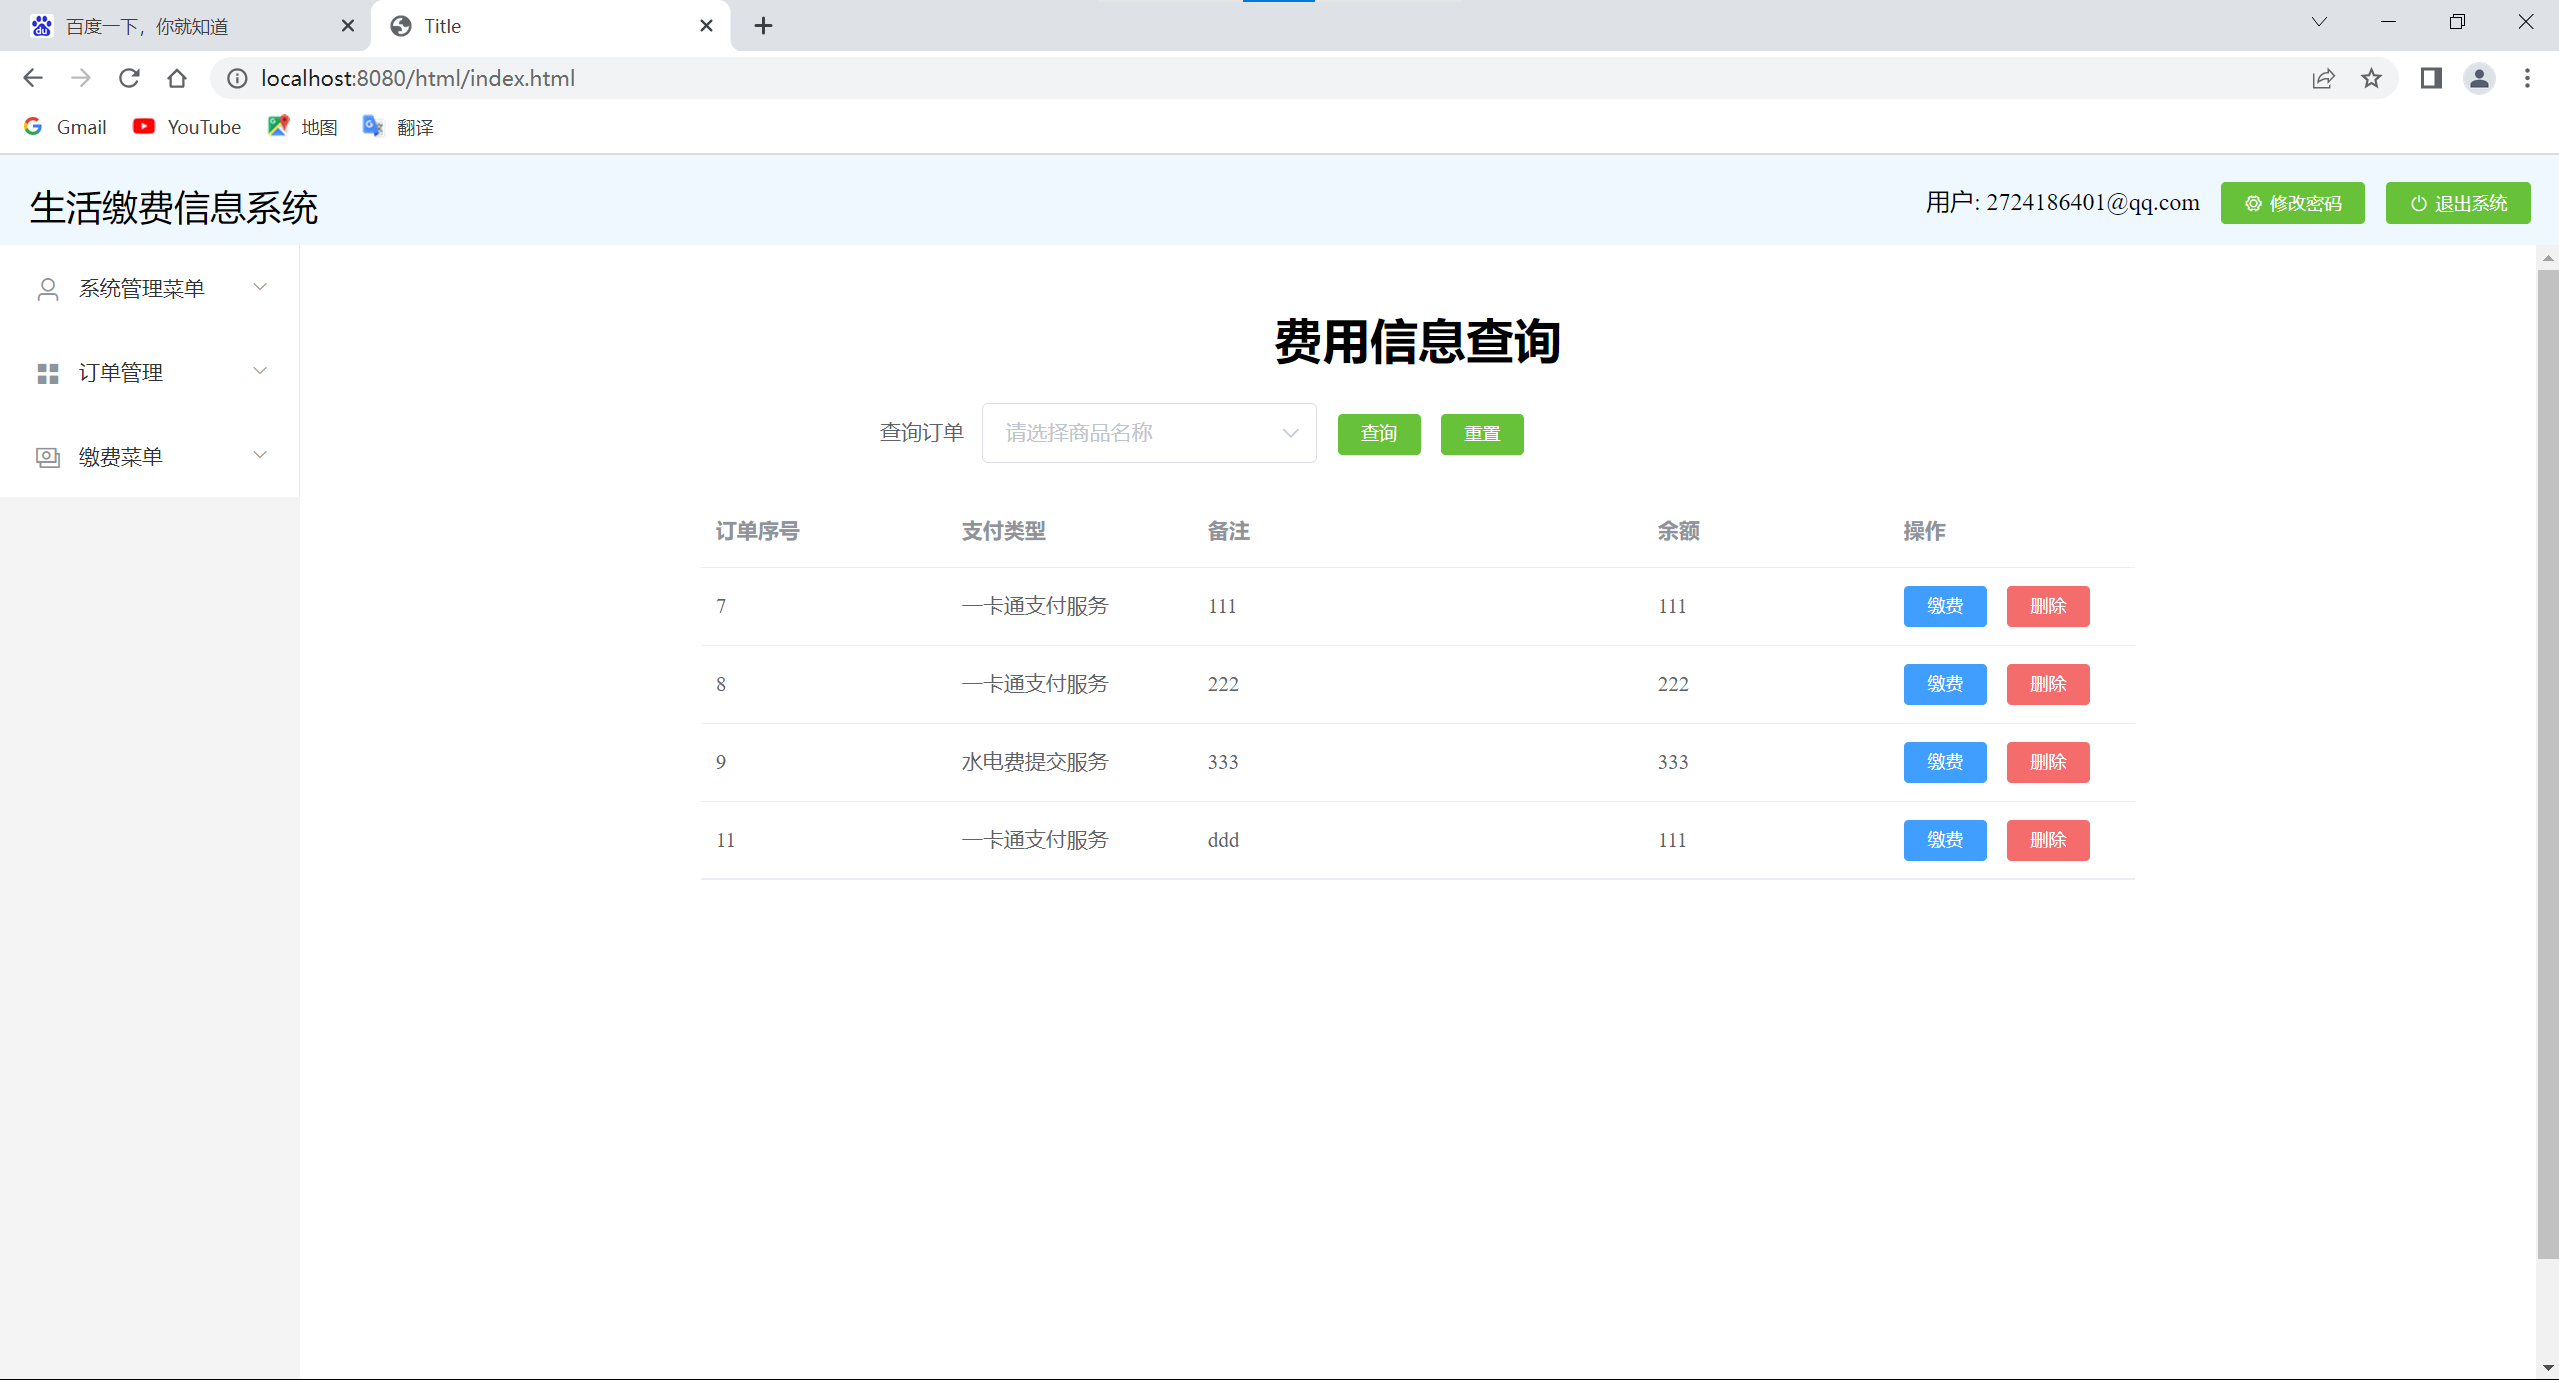 百度一下，你就知道
Title
localhost:8080/html/index.html
Gmail YouTube 地图 翻译
生活缴费信息系统
用户: 2724186401@qq.com 修改密码 退出系统
系统管理菜单
订单管理
缴费菜单
费用信息查询
查询订单 请选择商品名称 查询 重置
订单序号 支付类型 备注 余额 操作
7 一卡通支付服务 111 111 缴费 删除
8 一卡通支付服务 222 222 缴费 删除
9 水电费提交服务 333 333 缴费 删除
11 一卡通支付服务 ddd 111 缴费 删除